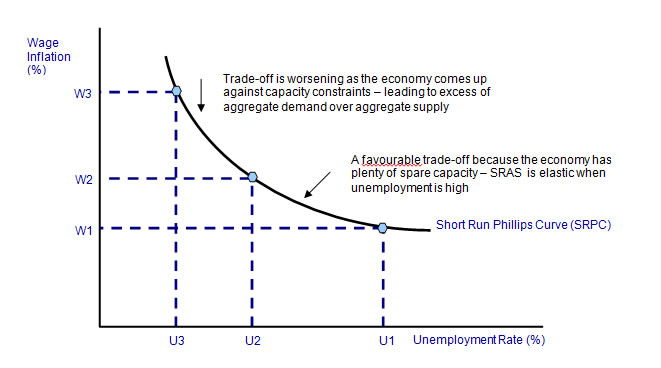 Wage
Inflation
(%)
Trade-off is worsening as the economy comes up
against capacity constraints – leading to excess of
aggregate demand over aggregate supply
W3
A favourable trade-off because the economy has
plenty of spare capacity – SRAS is elastic when
unemployment is high
W2
Short Run Phillips Curve (SRPC)
W1
U3
U2
U1
Unemployment Rate (%)